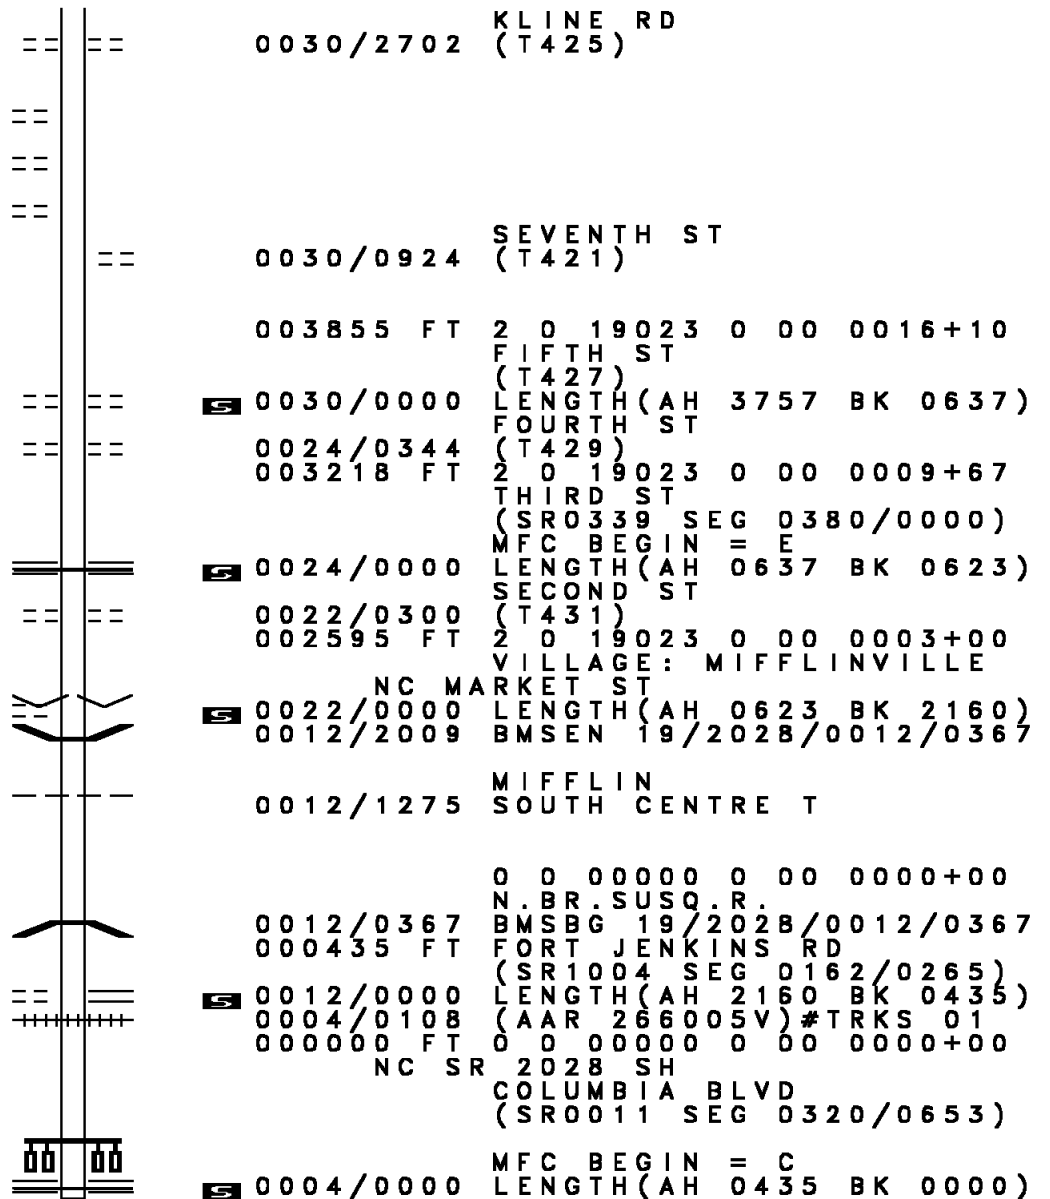 KLINE RD
0030/2702 (T425)
SEVENTH ST
0030/0924 (T421)
003855 FT 2 0 19023 0 00 0016+10
FIFTH ST
(T427)
S 0030/0000 LENGTH(AH 3757 BK 0637)
FOURTH ST
0024/0344 (T429)
003218 FT 2 0 19023 0 00 0009+67
THIRD ST
(SR0339 SEG 0380/0000)
MFC BEGIN = E
S 0024/0000 LENGTH(AH 0637 BK 0623)
SECOND ST
0022/0300 (T431)
002595 FT 2 0 19023 0 00 0003+00
VILLAGE: MIFFLINVILLE
NC MARKET ST
S 0022/0000 LENGTH(AH 0623 BK 2160)
0012/2009 BMSEN 19/2028/0012/0367
MIFFLIN
0012/1275 SOUTH CENTRE T
0 0 00000 0 00 0000+00
N.BR.SUSQ.R.
0012/0367 BMSBG 19/2028/0012/0367
000435 FT FORT JENKINS RD
(SR1004 SEG 0162/0265)
S 0012/0000 LENGTH(AH 2160 BK 0435)
0004/0108 (AAR 266005V)#TRKS 01
000000 FT 0 0 00000 0 00 0000+00
NC SR 2028 SH
COLUMBIA BLVD
(SR0011 SEG 0320/0653)
MFC BEGIN = C
S 0004/0000 LENGTH(AH 0435 BK 0000)